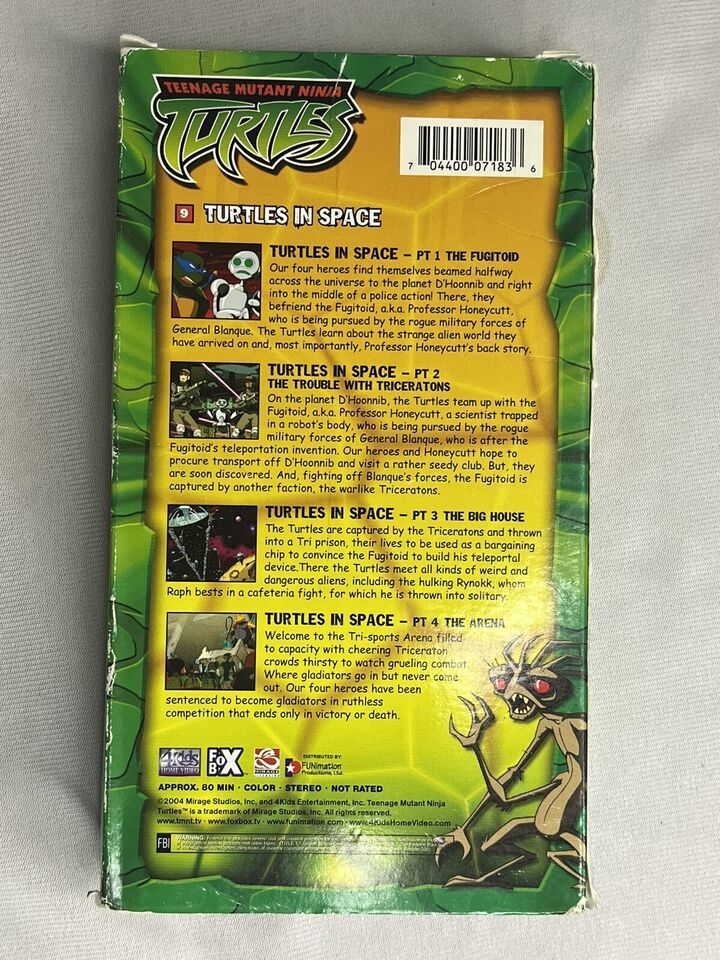 TEENAGE MUTANT NINJA
TURTLES
7 04400 07183 6
9 TURTLES IN SPACE
TURTLES IN SPACE – PT 1 THE FUGITOID
Our four heroes find themselves beamed halfway
across the universe to the planet D'Hoonnib and right
into the middle of a police action! There, they
befriend the Fugitoid, a.k.a. Professor Honeycutt,
who is being pursued by the rogue military forces of
General Blanque. The Turtles learn about the strange alien world they
have arrived on and, most importantly, Professor Honeycutt's back story.
TURTLES IN SPACE – PT 2
THE TROUBLE WITH TRICERATONS
On the planet D'Hoonnib, the Turtles team up with the
Fugitoid, a.k.a. Professor Honeycutt, a scientist trapped
in a robot's body, who is being pursued by the rogue
military forces of General Blanque, who is after the
Fugitoid's teleportation invention. Our heroes and Honeycutt hope to
procure transport off D'Hoonnib and visit a rather seedy club. But, they
are soon discovered. And, fighting off Blanque's forces, the Fugitoid is
captured by another faction, the warlike Triceratons.
TURTLES IN SPACE – PT 3 THE BIG HOUSE
The Turtles are captured by the Triceratons and thrown
into a Tri prison, their lives to be used as a bargaining
chip to convince the Fugitoid to build his teleportal
device.There the Turtles meet all kinds of weird and
dangerous aliens, including the hulking Rynokk, whom
Raph bests in a cafeteria fight, for which he is thrown into solitary.
TURTLES IN SPACE – PT 4 THE ARENA
Welcome to the Tri-sports Arena filled
to capacity with cheering Triceraton
crowds thirsty to watch grueling combat.
Where gladiators go in but never come
out. Our four heroes have been
sentenced to become gladiators in ruthless
competition that ends only in victory or death.
4Kids HOME VIDEO
FOX BOX
MIRAGE
DISTRIBUTED BY:
FUNimation
Productions, Ltd.
APPROX. 80 MIN · COLOR · STEREO · NOT RATED
©2004 Mirage Studios, Inc, and 4Kids Entertainment, Inc. Teenage Mutant Ninja
Turtles™ is a trademark of Mirage Studios, Inc. All rights reserved.
www.tmnt.tv · www.foxbox.tv · www.funimation.com · www.4KidsHomeVideo.com
FBI WARNING: